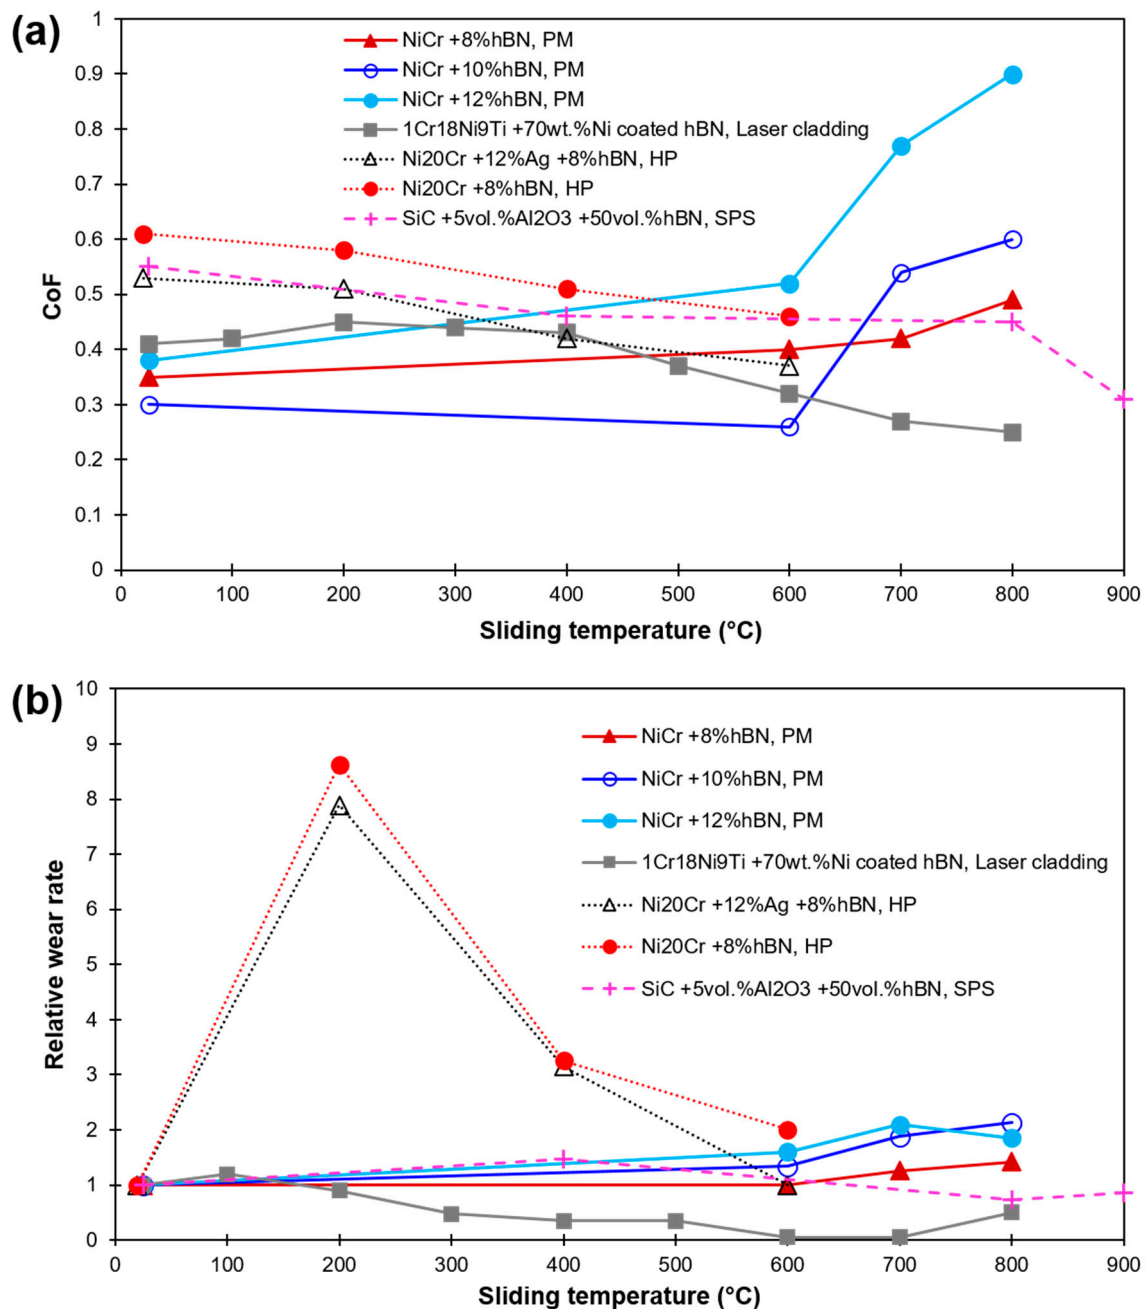 (a)
1
0.9
0.8
0.7
0.6
0.5
0.4
0.3
0.2
0.1
0
CoF
NiCr +8%hBN, PM
NiCr +10%hBN, PM
NiCr +12%hBN, PM
1Cr18Ni9Ti +70wt.%Ni coated hBN, Laser cladding
Ni20Cr +12%Ag +8%hBN, HP
Ni20Cr +8%hBN, HP
SiC +5vol.%Al2O3 +50vol.%hBN, SPS
0 100 200 300 400 500 600 700 800 900
Sliding temperature (°C)
(b)
10
9
8
7
6
5
4
3
2
1
0
Relative wear rate
NiCr +8%hBN, PM
NiCr +10%hBN, PM
NiCr +12%hBN, PM
1Cr18Ni9Ti +70wt.%Ni coated hBN, Laser cladding
Ni20Cr +12%Ag +8%hBN, HP
Ni20Cr +8%hBN, HP
SiC +5vol.%Al2O3 +50vol.%hBN, SPS
0 100 200 300 400 500 600 700 800 900
Sliding temperature (°C)